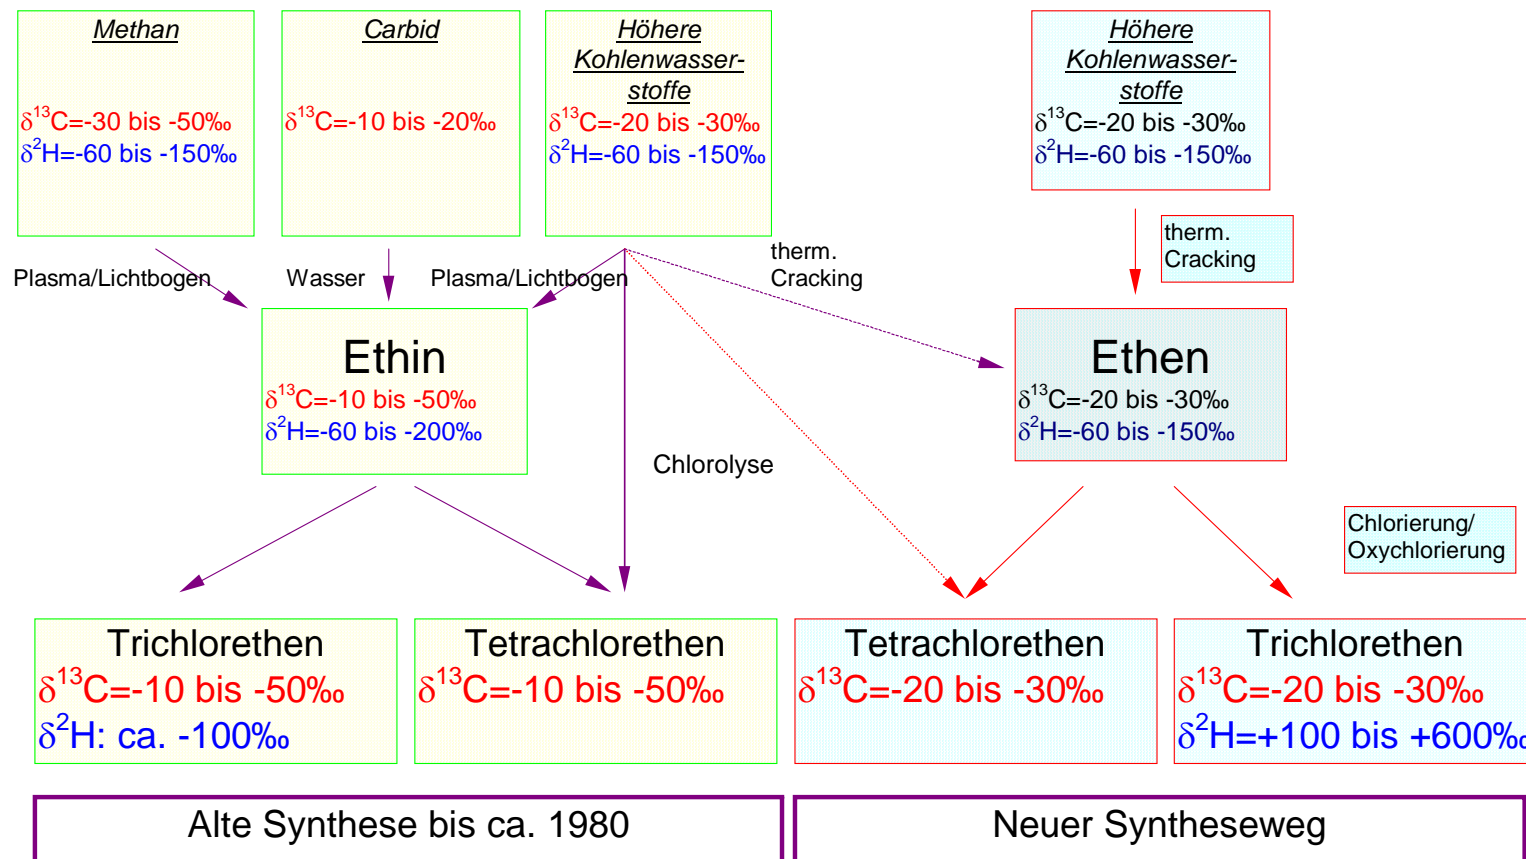 Methan
δ¹³C=-30 bis -50‰
δ²H=-60 bis -150‰
Carbid
δ¹³C=-10 bis -20‰
Höhere
Kohlenwasser-
stoffe
δ¹³C=-20 bis -30‰
δ²H=-60 bis -150‰
Höhere
Kohlenwasser-
stoffe
δ¹³C=-20 bis -30‰
δ²H=-60 bis -150‰
Plasma/Lichtbogen
Wasser
Plasma/Lichtbogen
therm.
Cracking
therm.
Cracking
Ethin
δ¹³C=-10 bis -50‰
δ²H=-60 bis -200‰
Ethen
δ¹³C=-20 bis -30‰
δ²H=-60 bis -150‰
Chlorolyse
Chlorierung/
Oxychlorierung
Trichlorethen
δ¹³C=-10 bis -50‰
δ²H: ca. -100‰
Tetrachlorethen
δ¹³C=-10 bis -50‰
Tetrachlorethen
δ¹³C=-20 bis -30‰
Trichlorethen
δ¹³C=-20 bis -30‰
δ²H=+100 bis +600‰
Alte Synthese bis ca. 1980
Neuer Syntheseweg